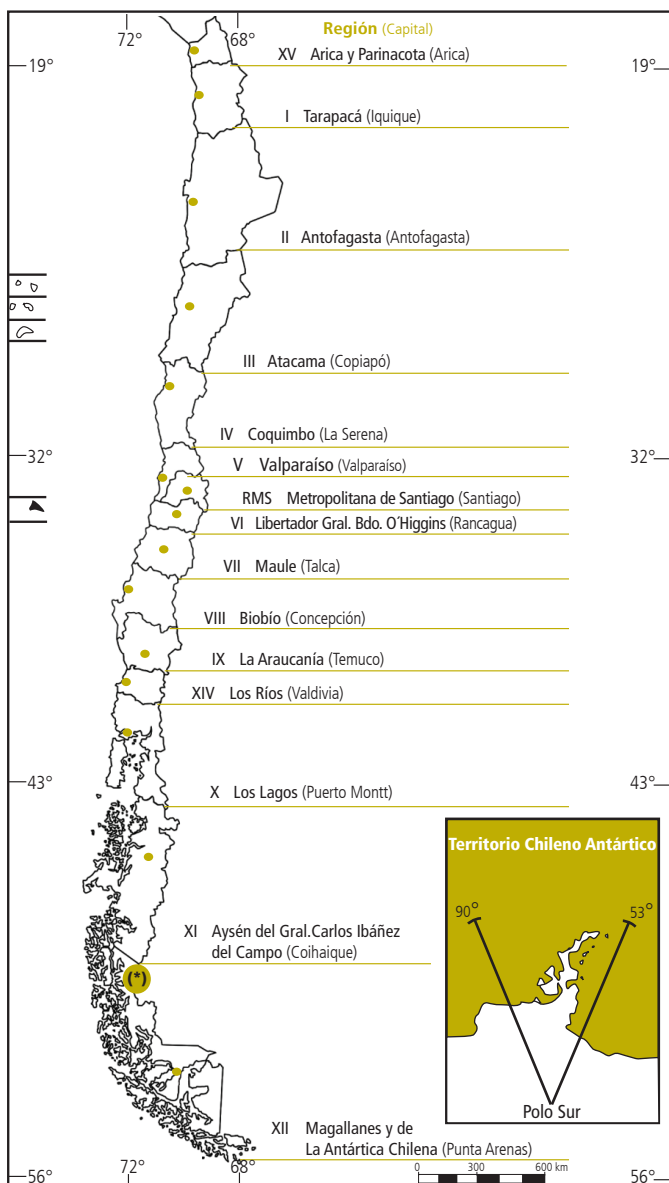 Región (Capital)
72° 68°
19° 19°
XV Arica y Parinacota (Arica)
I Tarapacá (Iquique)
II Antofagasta (Antofagasta)
III Atacama (Copiapó)
IV Coquimbo (La Serena)
32° 32°
V Valparaíso (Valparaíso)
RMS Metropolitana de Santiago (Santiago)
VI Libertador Gral. Bdo. O´Higgins (Rancagua)
VII Maule (Talca)
VIII Biobío (Concepción)
IX La Araucanía (Temuco)
XIV Los Ríos (Valdivia)
43° 43°
X Los Lagos (Puerto Montt)
Territorio Chileno Antártico
90° 53°
Polo Sur
XI Aysén del Gral.Carlos Ibáñez
del Campo (Coihaique)
(*)
XII Magallanes y de
La Antártica Chilena (Punta Arenas)
72° 68°
0 300 600 km
56° 56°